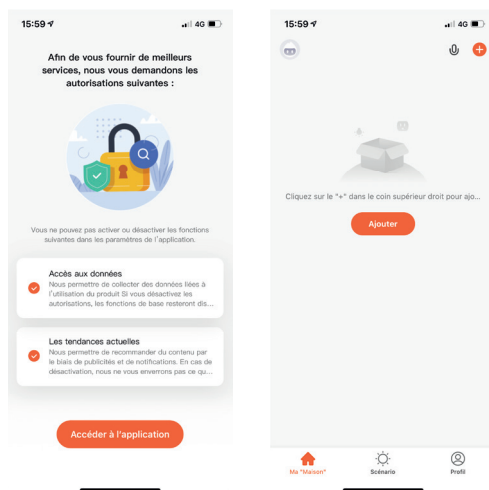 15:59
4G
Afin de vous fournir de meilleurs
services, nous vous demandons les
autorisations suivantes :
Vous ne pouvez pas activer ou désactiver les fonctions
suivantes dans les paramètres de l'application.
Accès aux données
Nous permettre de collecter des données liées à
l'utilisation du produit Si vous désactivez les
autorisations, les fonctions de base resteront dis...
Les tendances actuelles
Nous permettre de recommander du contenu par
le biais de publicités et de notifications. En cas de
désactivation, nous ne vous enverrons pas ce qu...
Accéder à l'application
15:59
4G
Cliquez sur le "+" dans le coin supérieur droit pour ajo...
Ajouter
Ma "Maison"
Scénario
Profil